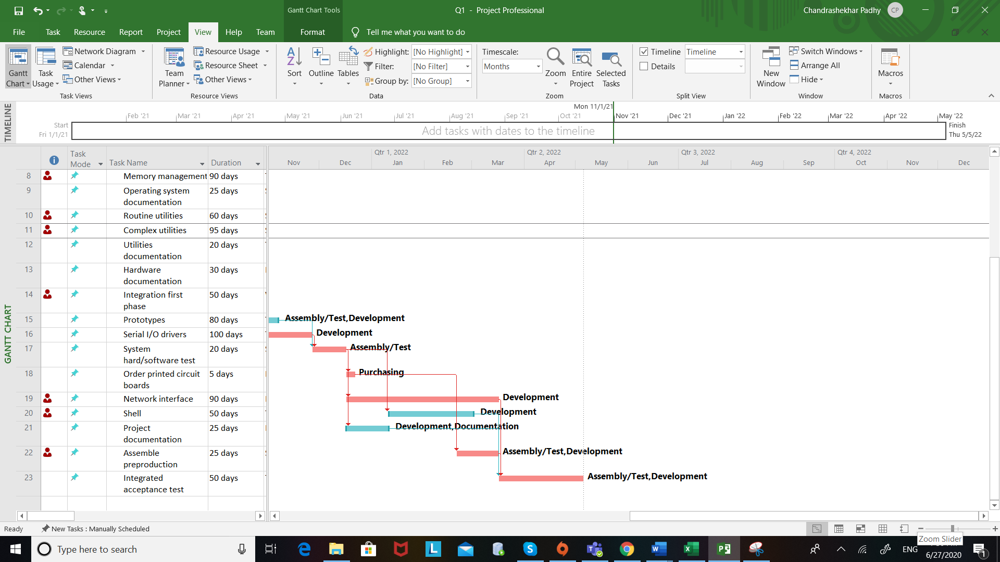 Gantt Chart Tools
Q1 - Project Professional
Chandrashekhar Padhy
CP
File
Task
Resource
Report
Project
View
Help
Team
Format
Tell me what you want to do
Gantt
Chart
Task
Usage
Network Diagram
Calendar
Other Views
Task Views
Team
Planner
Resource Usage
Resource Sheet
Other Views
Resource Views
Sort
Outline
Tables
Highlight: [No Highlight]
Filter: [No Filter]
Group by: [No Group]
Data
Timescale:
Months
Zoom
Entire
Project
Selected
Tasks
Zoom
Timeline Timeline
Details
Split View
New
Window
Switch Windows
Arrange All
Hide
Window
Macros
Macros
TIMELINE
Mon 11/1/21
Feb '21 Mar '21 Apr '21 May '21 Jun '21 Jul '21 Aug '21 Sep '21 Oct '21 Nov '21 Dec '21 Jan '22 Feb '22 Mar '22 Apr '22 May '22
Start
Fri 1/1/21
Add tasks with dates to the timeline
Finish
Thu 5/5/22
GANTT CHART
Task
Mode
Task Name
Duration
Qtr 1, 2022 Qtr 2, 2022 Qtr 3, 2022 Qtr 4, 2022
Nov Dec Jan Feb Mar Apr May Jun Jul Aug Sep Oct Nov Dec
8 Memory management 90 days
9 Operating system 25 days
documentation
10 Routine utilities 60 days
11 Complex utilities 95 days
12 Utilities 20 days
documentation
13 Hardware 30 days
documentation
14 Integration first 50 days
phase
15 Prototypes 80 days Assembly/Test,Development
16 Serial I/O drivers 100 days Development
17 System 20 days Assembly/Test
hard/software test
18 Order printed circuit 5 days Purchasing
boards
19 Network interface 90 days Development
20 Shell 50 days Development
21 Project 25 days Development,Documentation
documentation
22 Assemble 25 days Assembly/Test,Development
preproduction
23 Integrated 50 days Assembly/Test,Development
acceptance test
Ready
New Tasks : Manually Scheduled
Zoom Slider
Type here to search
ENG
6/27/2020
1